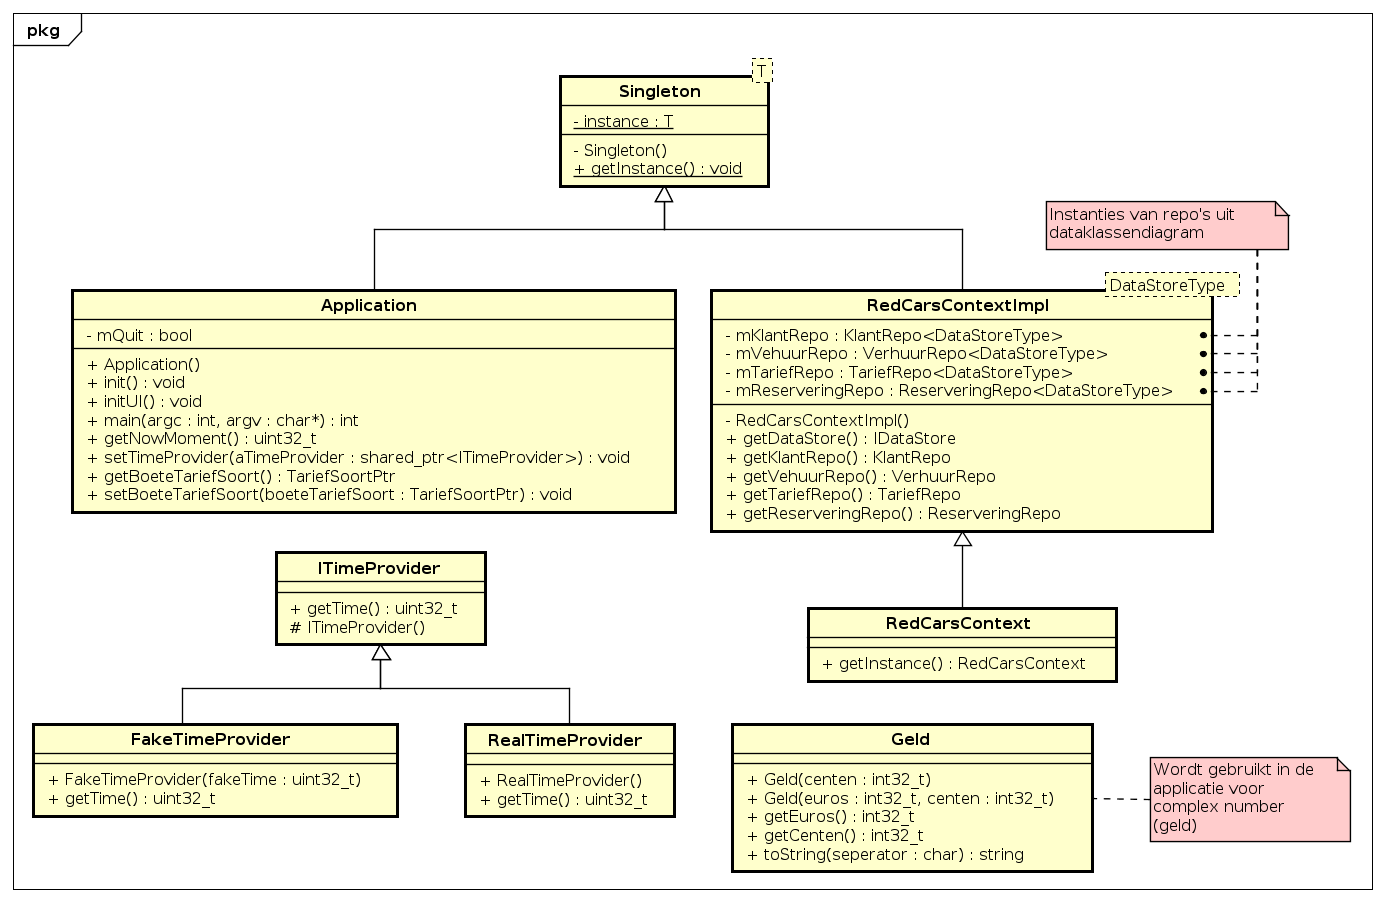 pkg
T
Singleton
- instance : T
- Singleton()
+ getInstance() : void
Instanties van repo's uit
dataklassendiagram
Application
- mQuit : bool
+ Application()
+ init() : void
+ initUI() : void
+ main(argc : int, argv : char*) : int
+ getNowMoment() : uint32_t
+ setTimeProvider(aTimeProvider : shared_ptr<ITimeProvider>) : void
+ getBoeteTariefSoort() : TariefSoortPtr
+ setBoeteTariefSoort(boeteTariefSoort : TariefSoortPtr) : void
DataStoreType
RedCarsContextImpl
- mKlantRepo : KlantRepo<DataStoreType>
- mVehuurRepo : VerhuurRepo<DataStoreType>
- mTariefRepo : TariefRepo<DataStoreType>
- mReserveringRepo : ReserveringRepo<DataStoreType>
- RedCarsContextImpl()
+ getDataStore() : IDataStore
+ getKlantRepo() : KlantRepo
+ getVehuurRepo() : VerhuurRepo
+ getTariefRepo() : TariefRepo
+ getReserveringRepo() : ReserveringRepo
ITimeProvider
+ getTime() : uint32_t
# ITimeProvider()
RedCarsContext
+ getInstance() : RedCarsContext
FakeTimeProvider
+ FakeTimeProvider(fakeTime : uint32_t)
+ getTime() : uint32_t
RealTimeProvider
+ RealTimeProvider()
+ getTime() : uint32_t
Geld
+ Geld(centen : int32_t)
+ Geld(euros : int32_t, centen : int32_t)
+ getEuros() : int32_t
+ getCenten() : int32_t
+ toString(seperator : char) : string
Wordt gebruikt in de
applicatie voor
complex number
(geld)